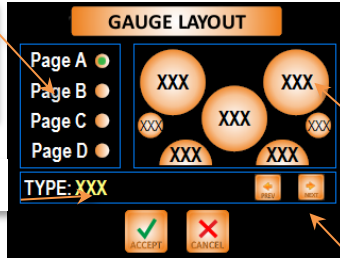 GAUGE LAYOUT
Page A
Page B
Page C
Page D
XXX XXX
XXX XXX XXX
XXX XXX
TYPE: XXX
PREV NEXT
ACCEPT CANCEL